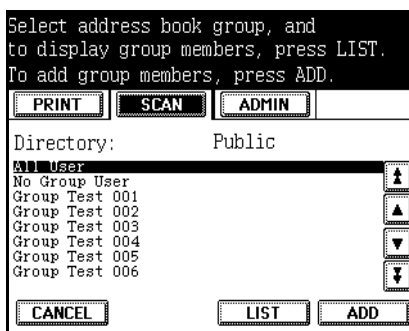 Select address book group, and
to display group members, press LIST.
To add group members, press ADD.
PRINT SCAN ADMIN
Directory: Public
All User
No Group User
Group Test 001
Group Test 002
Group Test 003
Group Test 004
Group Test 005
Group Test 006
CANCEL LIST ADD